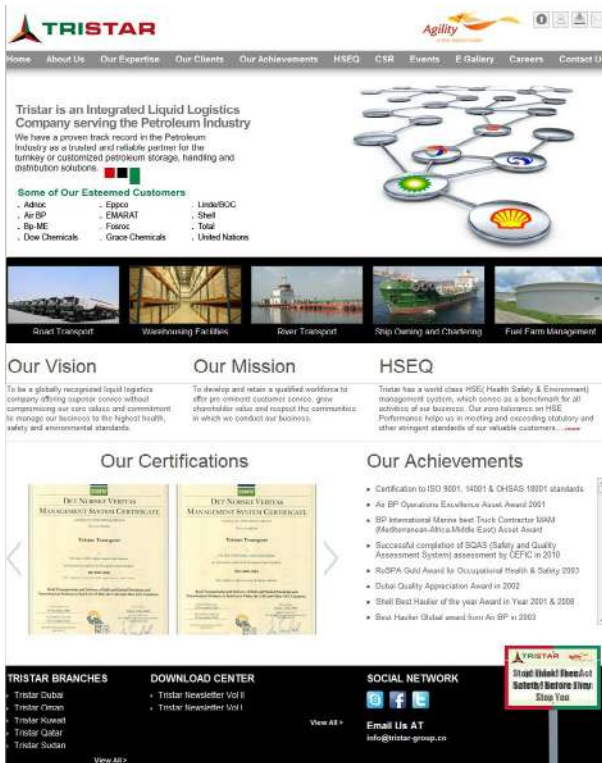 TRISTAR
Agility
Home About Us Our Expertise Our Clients Our Achievements HSEQ CSR Events E Gallery Careers Contact U
Tristar is an Integrated Liquid Logistics
Company serving the Petroleum Industry
We have a proven track record in the Petroleum
Industry as a trusted and reliable partner for the
turnkey or customized petroleum storage, handling and
distribution solutions.
Some of Our Esteemed Customers
. Adnoc . Eppco . Linde/BOC
. Air BP . EMARAT . Shell
. Bp-ME . Fosroc . Total
. Dow Chemicals . Grace Chemicals . United Nations
Road Transport Warehousing Facilities River Transport Ship Owning and Chartering Fuel Farm Management
Our Vision
To be a globally recognized liquid logistics
company offering superior service without
compromising our core values and commitment
to manage our business to the highest health,
safety and environmental standards.
Our Mission
To develop and retain a qualified workforce to
offer pre eminent customer service, grow
shareholder value and respect the communities
in which we conduct our business.
HSEQ
Tristar has a world class HSE( Health Safety & Environment)
management system, which serves as a benchmark for all
activities of our business. Our zero tolerance on HSE
Performance helps us in meeting and exceeding statutory and
other stringent standards of our valuable customers...
Our Certifications
DET NORSKE VERITAS
MANAGEMENT SYSTEM CERTIFICATE
Tristar Transport
DET NORSKE VERITAS
MANAGEMENT SYSTEM CERTIFICATE
Tristar Transport
Our Achievements
Certification to ISO 9001, 14001 & OHSAS 18001 standards
Air BP Operations Excellence Asset Award 2001
BP International Marine best Truck Contractor MAM
(Mediterranean-Africa-Middle East) Asset Award
Successful completion of SQAS (Safety and Quality
Assessment System) assessment by CEFIC in 2010
RoSPA Gold Award for Occupational Health & Safety 2003
Dubai Quality Appreciation Award in 2002
Shell Best Haulier of the year Award in Year 2001 & 2008
Best Haulier Global award from Air BP in 2003
TRISTAR BRANCHES
Tristar Dubai
Tristar Oman
Tristar Kuwait
Tristar Qatar
Tristar Sudan
View All >
DOWNLOAD CENTER
Tristar Newsletter Vol II
Tristar Newsletter Vol I
View All >
SOCIAL NETWORK
Email Us AT
info@tristar-group.co
TRISTAR
Stop You